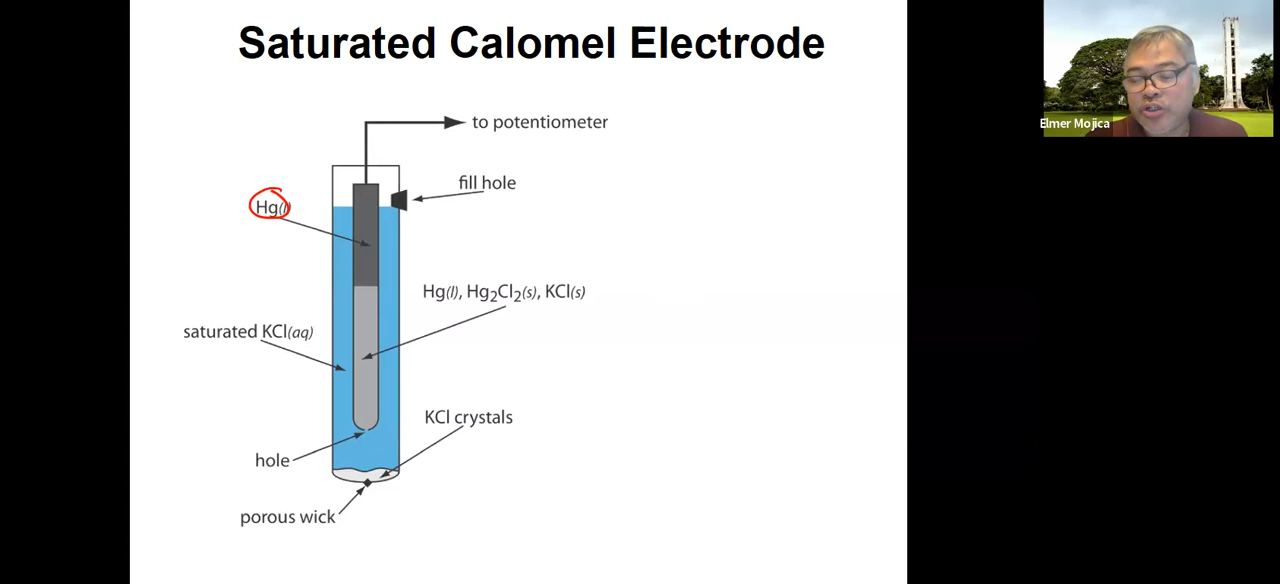 Saturated Calomel Electrode
Elmer Mojica
to potentiometer
fill hole
Hg(l)
Hg(l), Hg₂Cl₂(s), KCl(s)
saturated KCl(aq)
KCl crystals
hole
porous wick